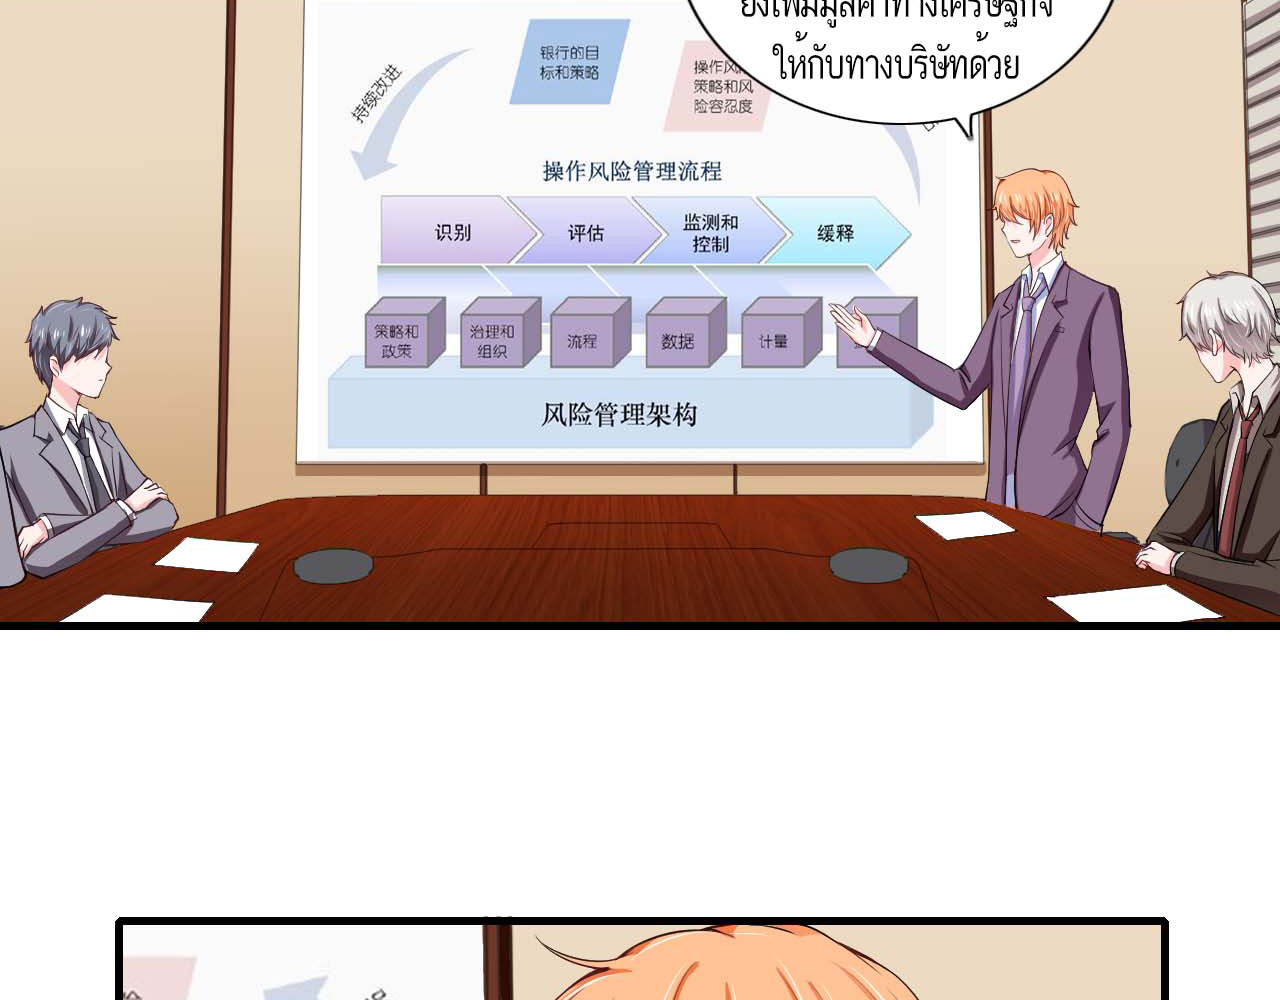 ยังเพิ่มมูลค่าทางเศรษฐกิจ
ให้กับทางบริษัทด้วย
银行的目
标和策略
操作风
策略和风
险容忍度
持续改进
操作风险管理流程
识别
评估
监测和
控制
缓释
策略和
政策
治理和
组织
流程
数据
计量
风险管理架构